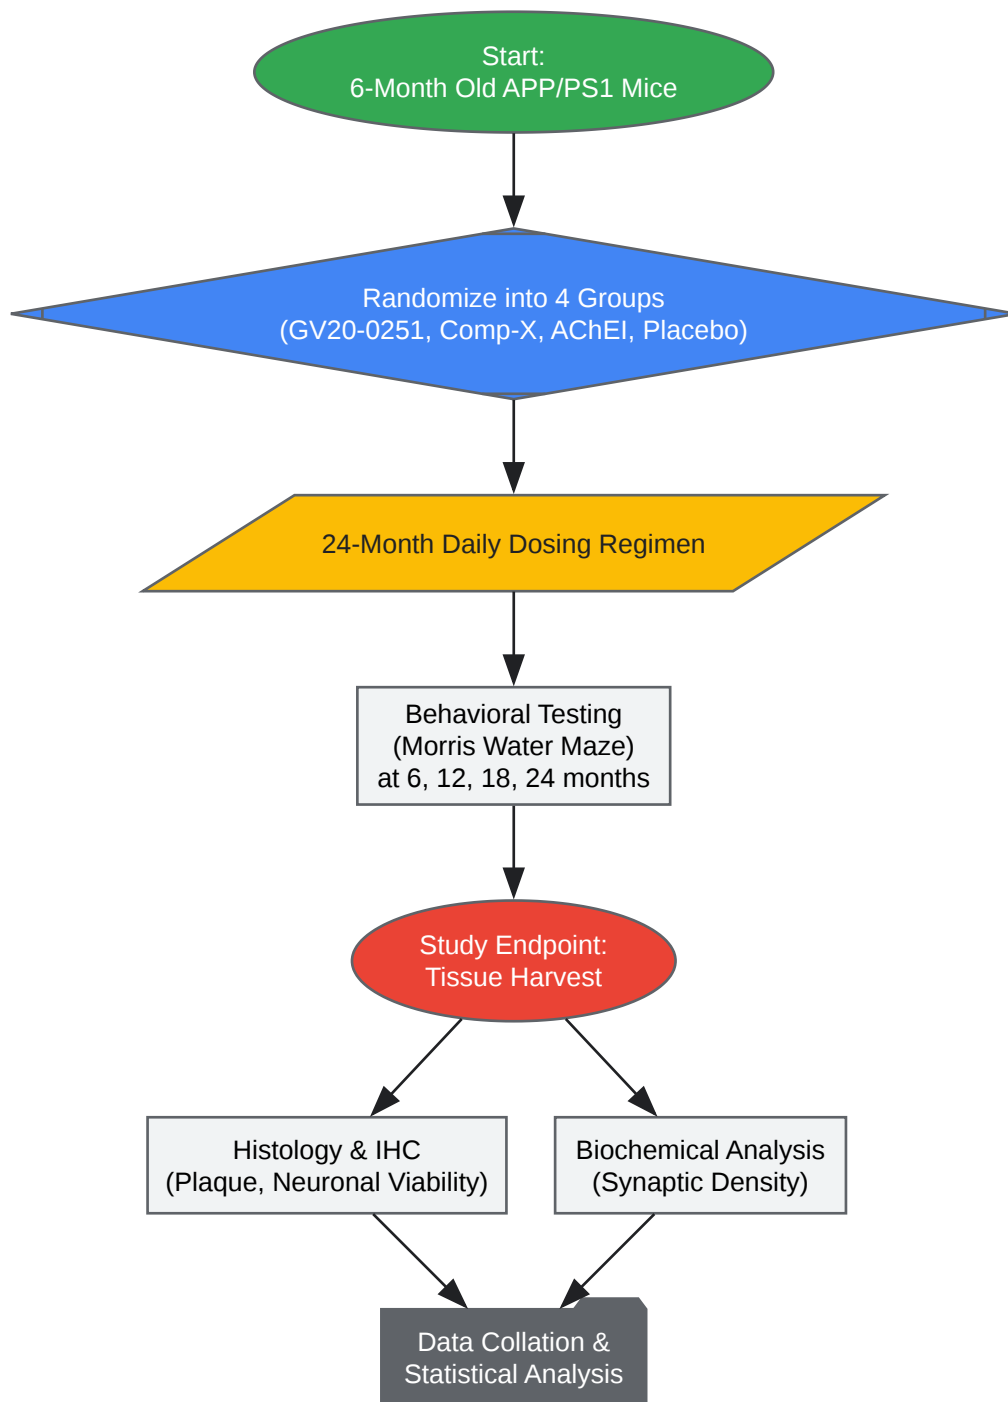 Start:
6-Month Old APP/PS1 Mice
Randomize into 4 Groups
(GV20-0251, Comp-X, AChEI, Placebo)
24-Month Daily Dosing Regimen
Behavioral Testing
(Morris Water Maze)
at 6, 12, 18, 24 months
Study Endpoint:
Tissue Harvest
Histology & IHC
(Plaque, Neuronal Viability)
Biochemical Analysis
(Synaptic Density)
Data Collation &
Statistical Analysis